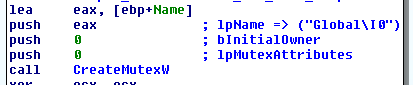 lea eax, [ebp+Name]
push eax ; lpName => ("Global\I0")
push 0 ; bInitialOwner
push 0 ; lpMutexAttributes
call CreateMutexW